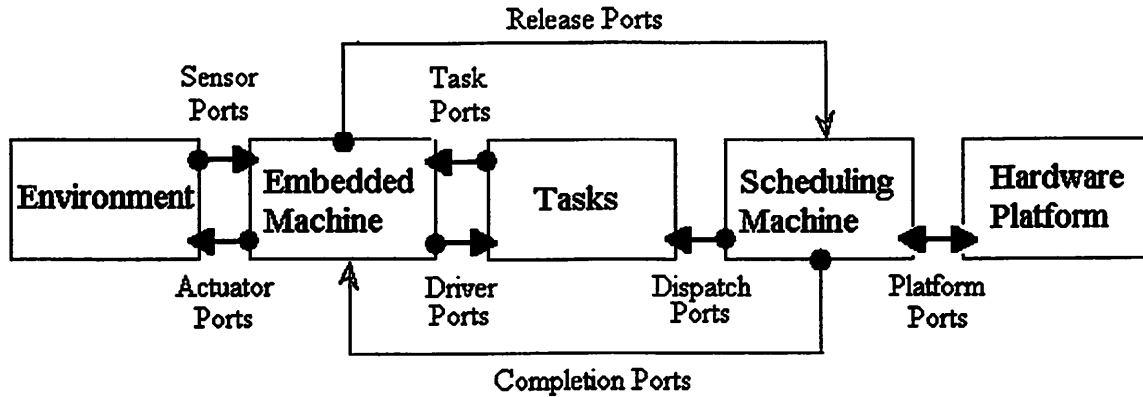 Release Ports
Sensor
Ports
Task
Ports
Environment
Embedded
Machine
Tasks
Scheduling
Machine
Hardware
Platform
Actuator
Ports
Driver
Ports
Dispatch
Ports
Platform
Ports
Completion Ports